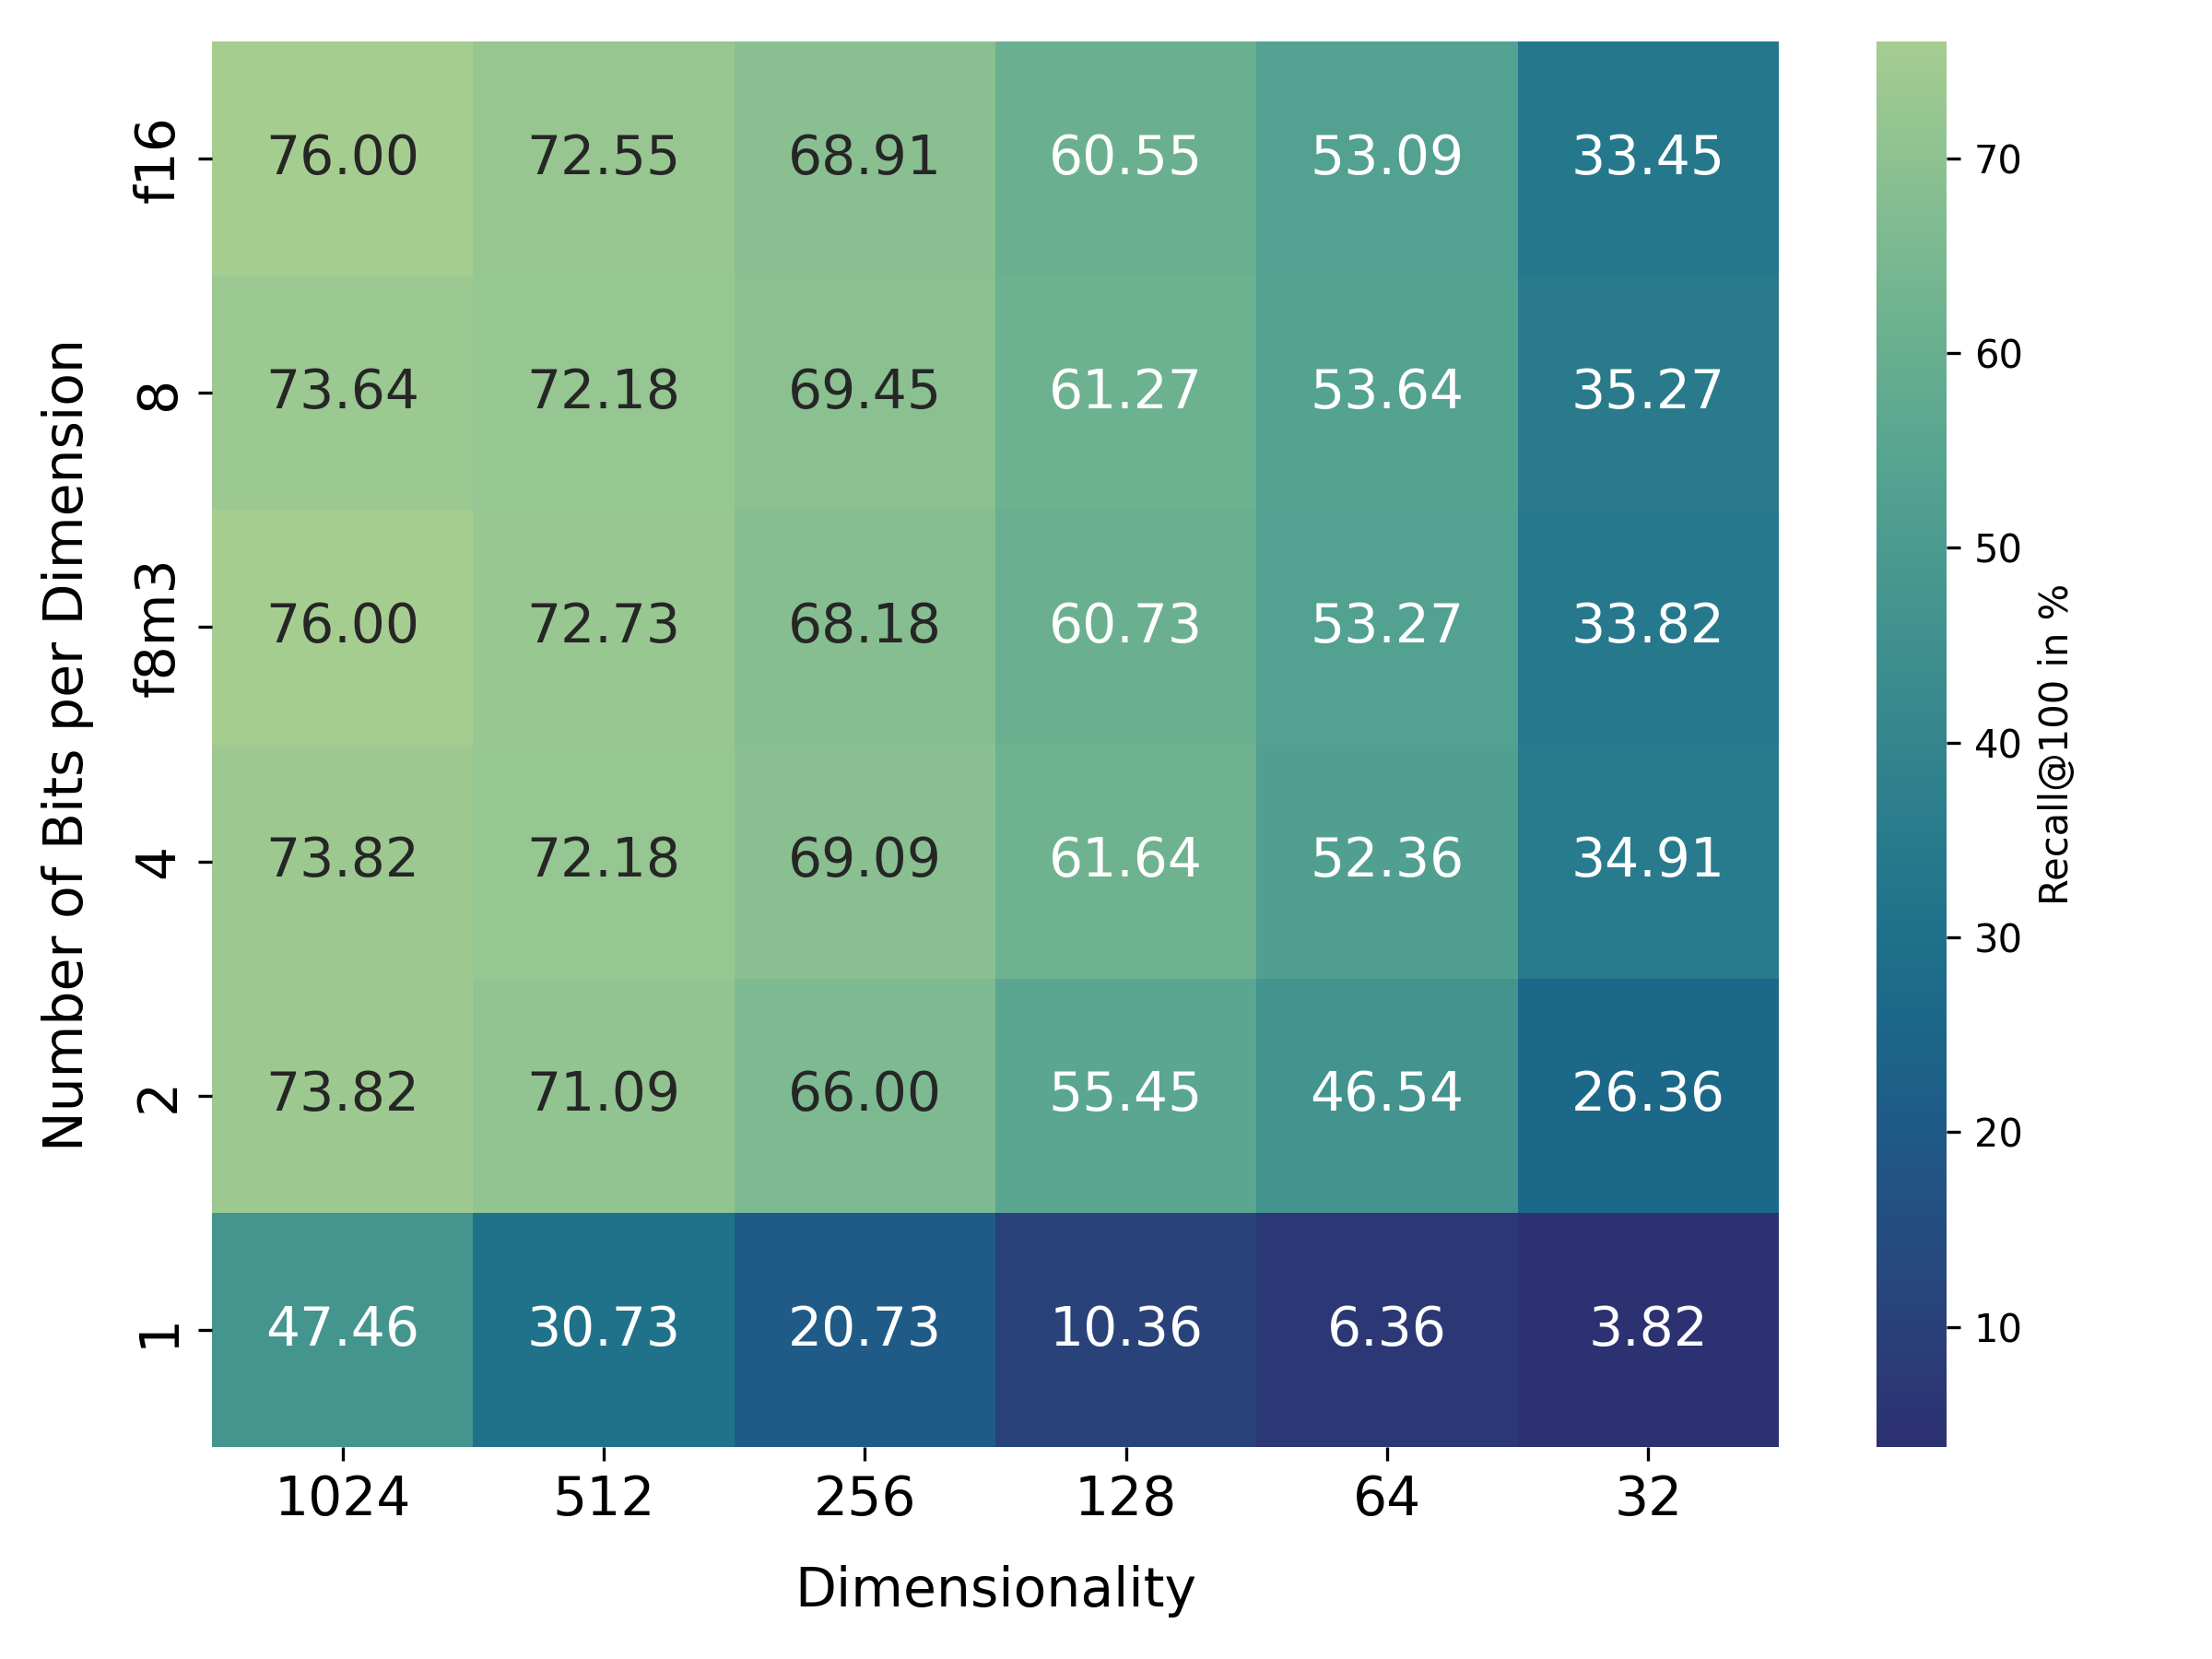 Number of Bits per Dimension
f16 76.00 72.55 68.91 60.55 53.09 33.45
8 73.64 72.18 69.45 61.27 53.64 35.27
f8m3 76.00 72.73 68.18 60.73 53.27 33.82
4 73.82 72.18 69.09 61.64 52.36 34.91
2 73.82 71.09 66.00 55.45 46.54 26.36
1 47.46 30.73 20.73 10.36 6.36 3.82
1024 512 256 128 64 32
Dimensionality
70
60
50
40
30
20
10
Recall@100 in %